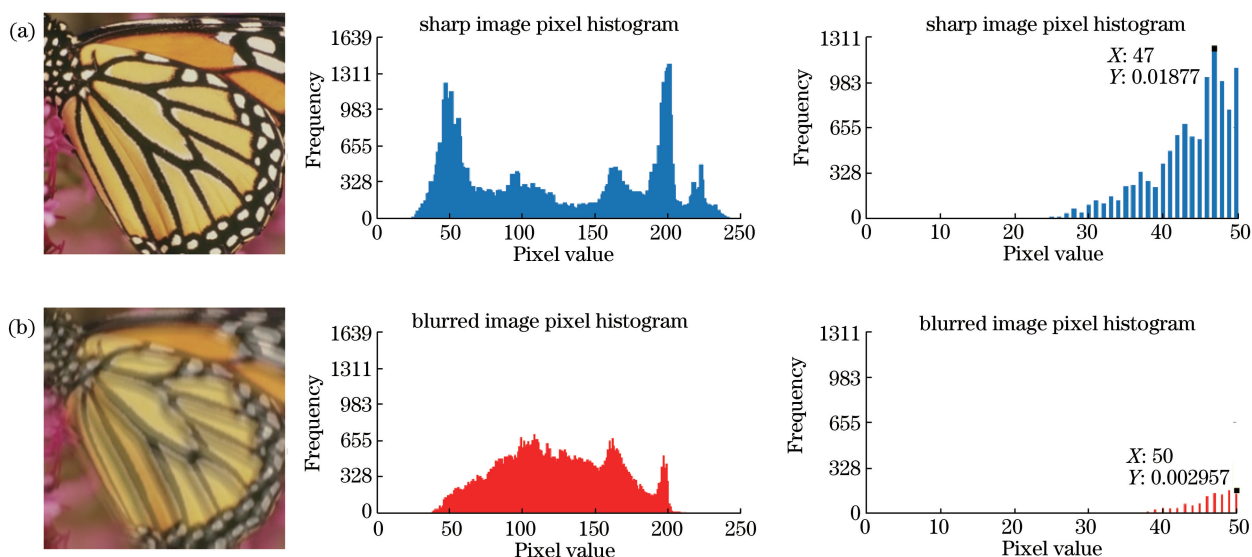 (a)
sharp image pixel histogram
1639
1311
983
655
328
0
Frequency
0 50 100 150 200 250
Pixel value
sharp image pixel histogram
1311
983
655
328
0
Frequency
X: 47
Y: 0.01877
0 10 20 30 40 50
Pixel value
(b)
blurred image pixel histogram
1639
1311
983
655
328
0
Frequency
0 50 100 150 200 250
Pixel value
blurred image pixel histogram
1311
983
655
328
0
Frequency
X: 50
Y: 0.002957
0 10 20 30 40 50
Pixel value